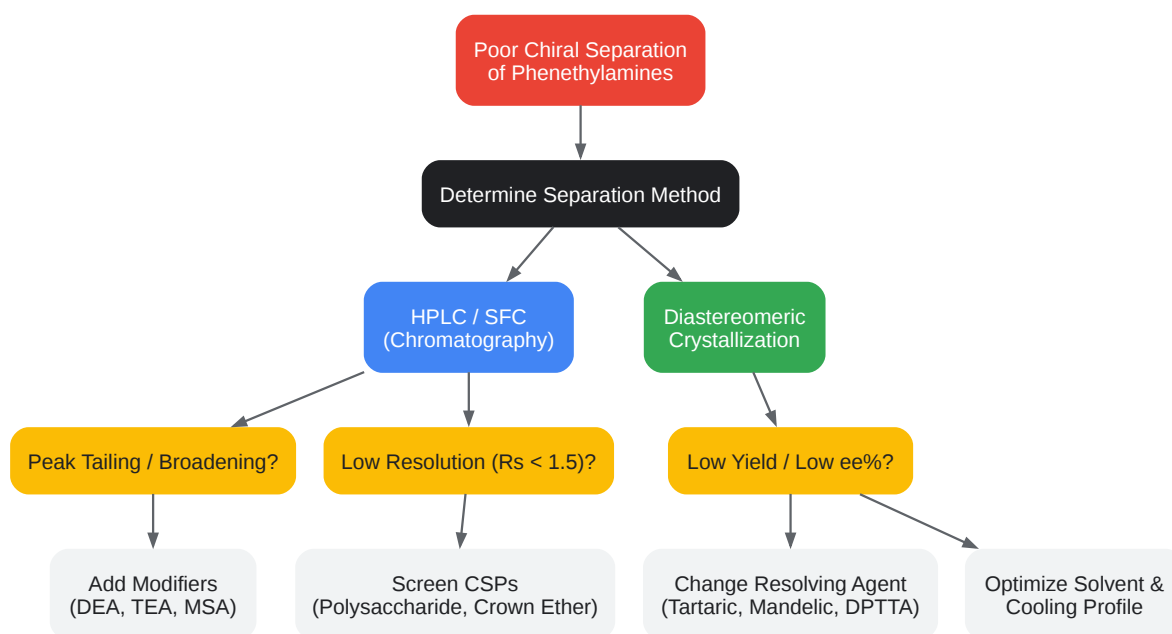 Poor Chiral Separation
of Phenethylamines
Determine Separation Method
HPLC / SFC
(Chromatography)
Diastereomeric
Crystallization
Peak Tailing / Broadening?
Low Resolution (Rs < 1.5)?
Low Yield / Low ee%?
Add Modifiers
(DEA, TEA, MSA)
Screen CSPs
(Polysaccharide, Crown Ether)
Change Resolving Agent
(Tartaric, Mandelic, DPTTA)
Optimize Solvent &
Cooling Profile